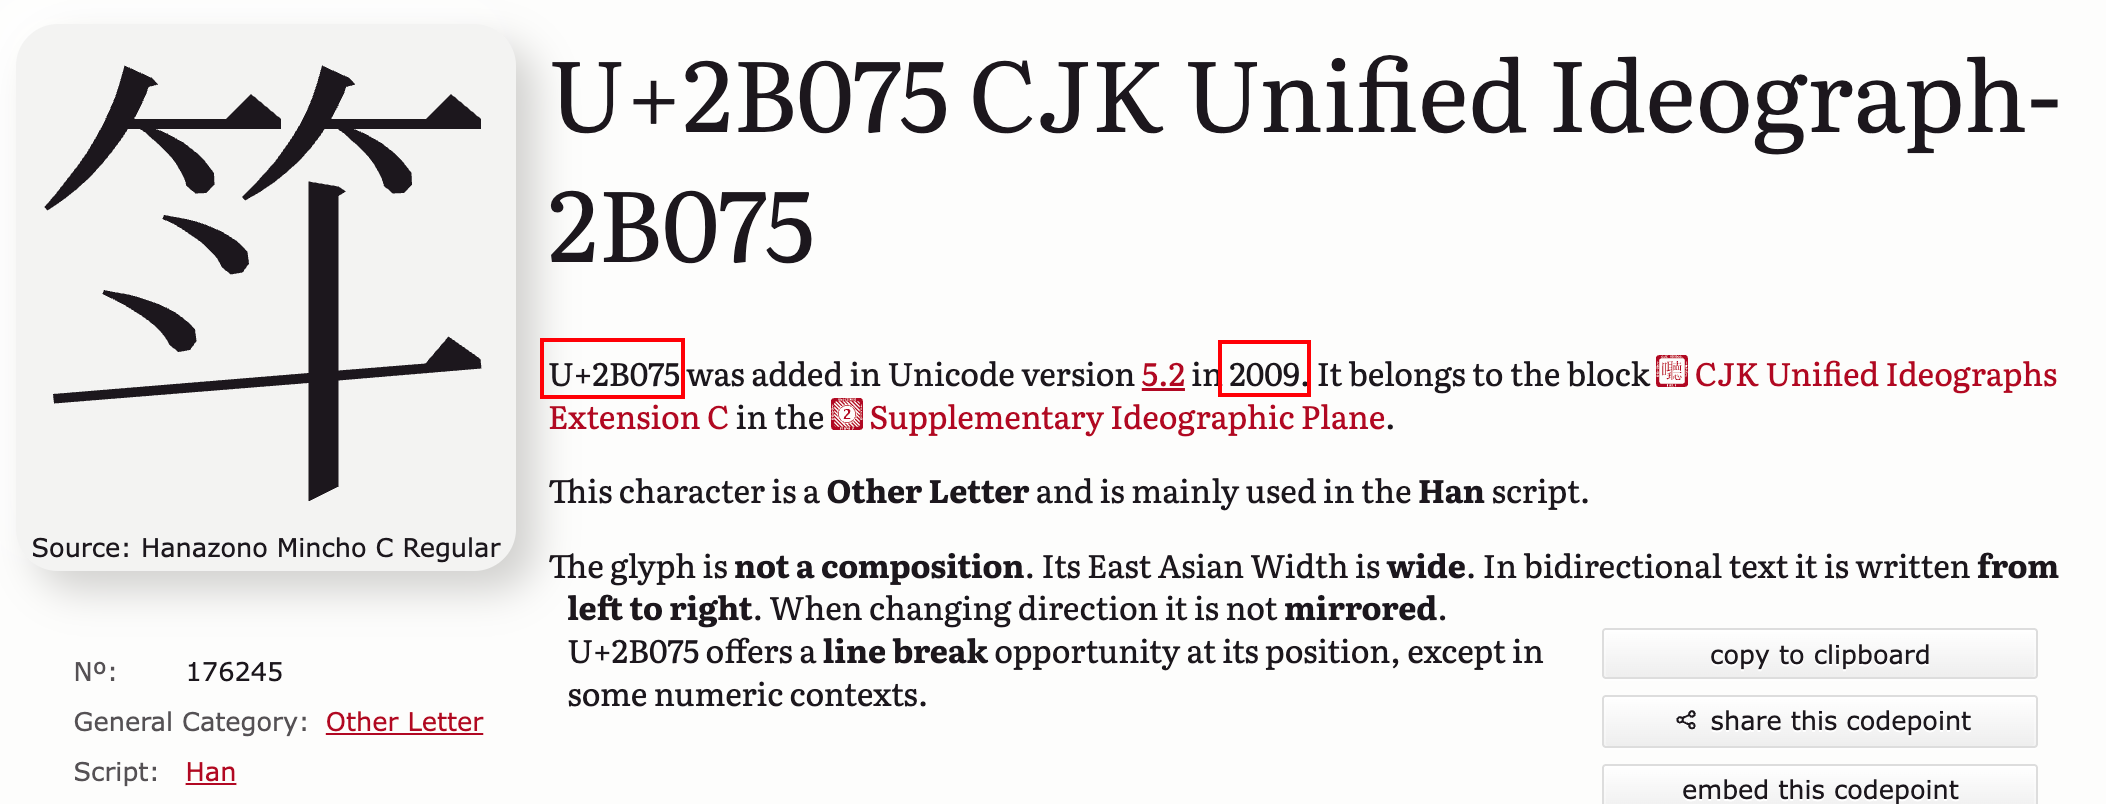 𫁵
Source: Hanazono Mincho C Regular
Nº: 176245
General Category: Other Letter
Script: Han
U+2B075 CJK Unified Ideograph-
2B075
U+2B075 was added in Unicode version 5.2 in 2009. It belongs to the block CJK Unified Ideographs
Extension C in the 2 Supplementary Ideographic Plane.
This character is a Other Letter and is mainly used in the Han script.
The glyph is not a composition. Its East Asian Width is wide. In bidirectional text it is written from
left to right. When changing direction it is not mirrored.
U+2B075 offers a line break opportunity at its position, except in
some numeric contexts.
copy to clipboard
share this codepoint
embed this codepoint